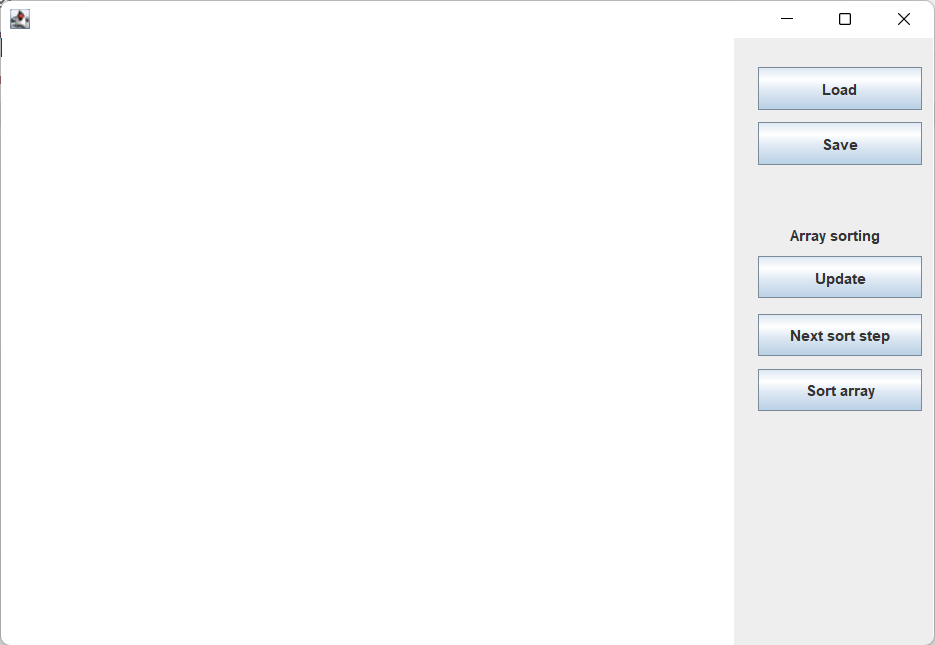 Load
Save
Array sorting
Update
Next sort step
Sort array